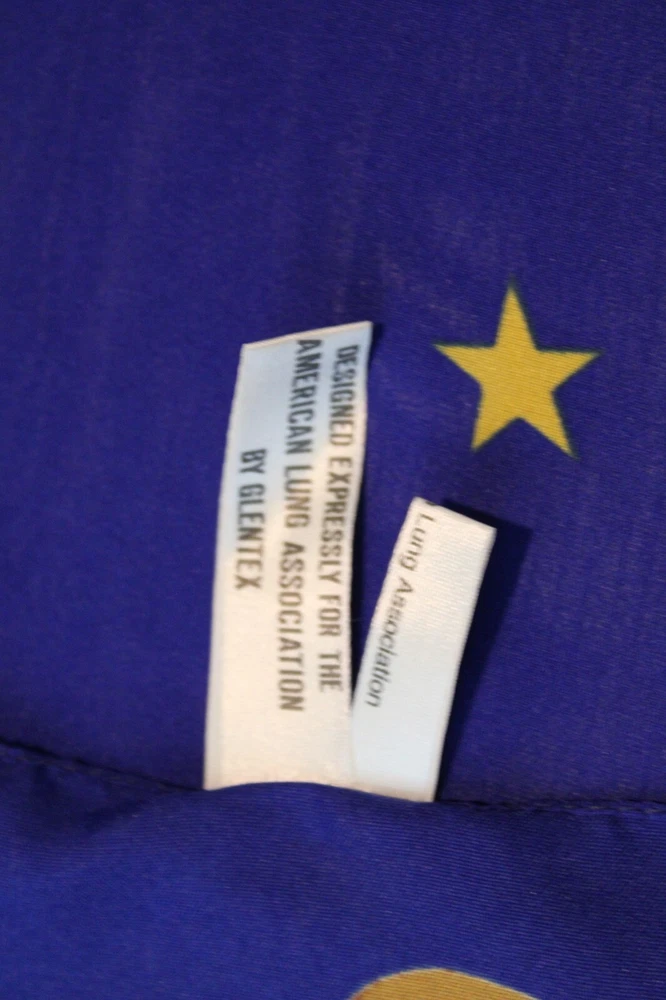 DESIGNED EXPRESSLY FOR THE
AMERICAN LUNG ASSOCIATION
BY GLENTEX
Lung Association